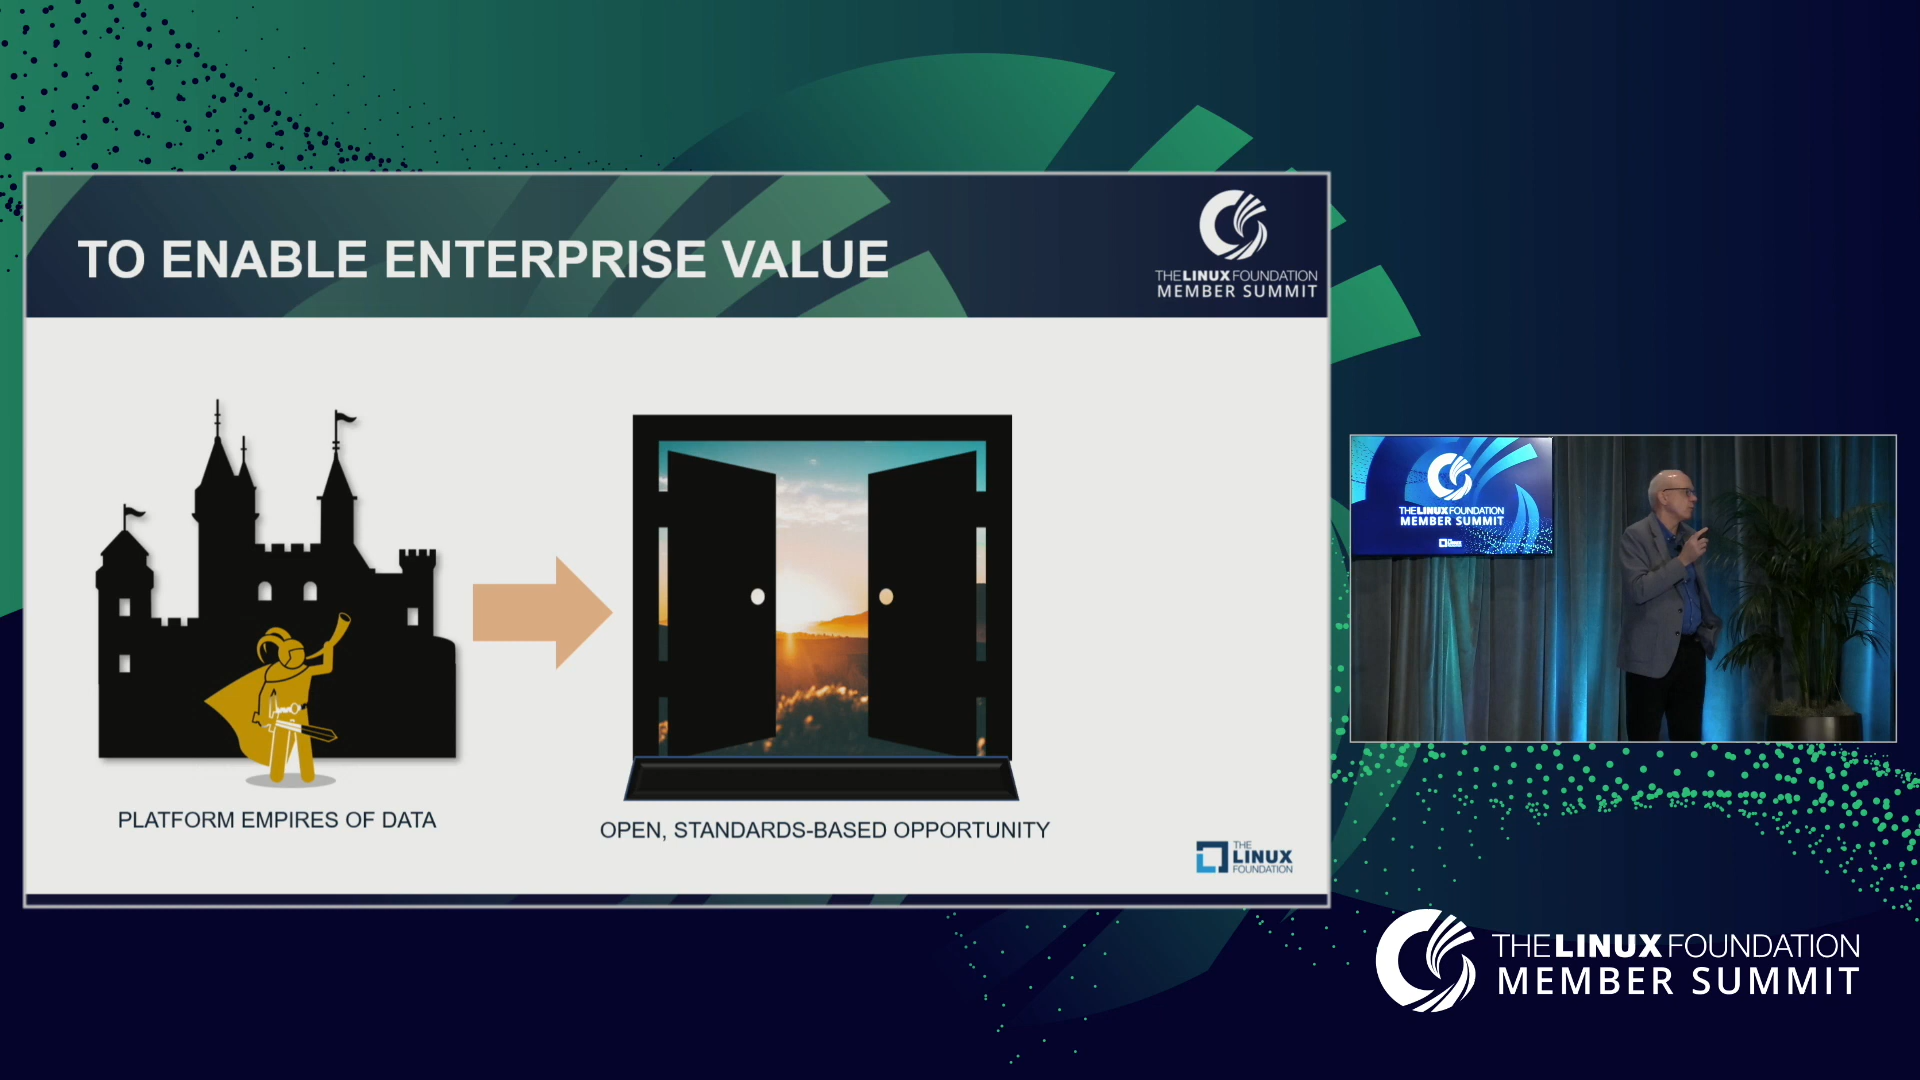 TO ENABLE ENTERPRISE VALUE
THE LINUX FOUNDATION
MEMBER SUMMIT
PLATFORM EMPIRES OF DATA
OPEN, STANDARDS-BASED OPPORTUNITY
THE
LINUX
FOUNDATION
THE LINUX FOUNDATION
MEMBER SUMMIT
THE LINUX FOUNDATION
MEMBER SUMMIT